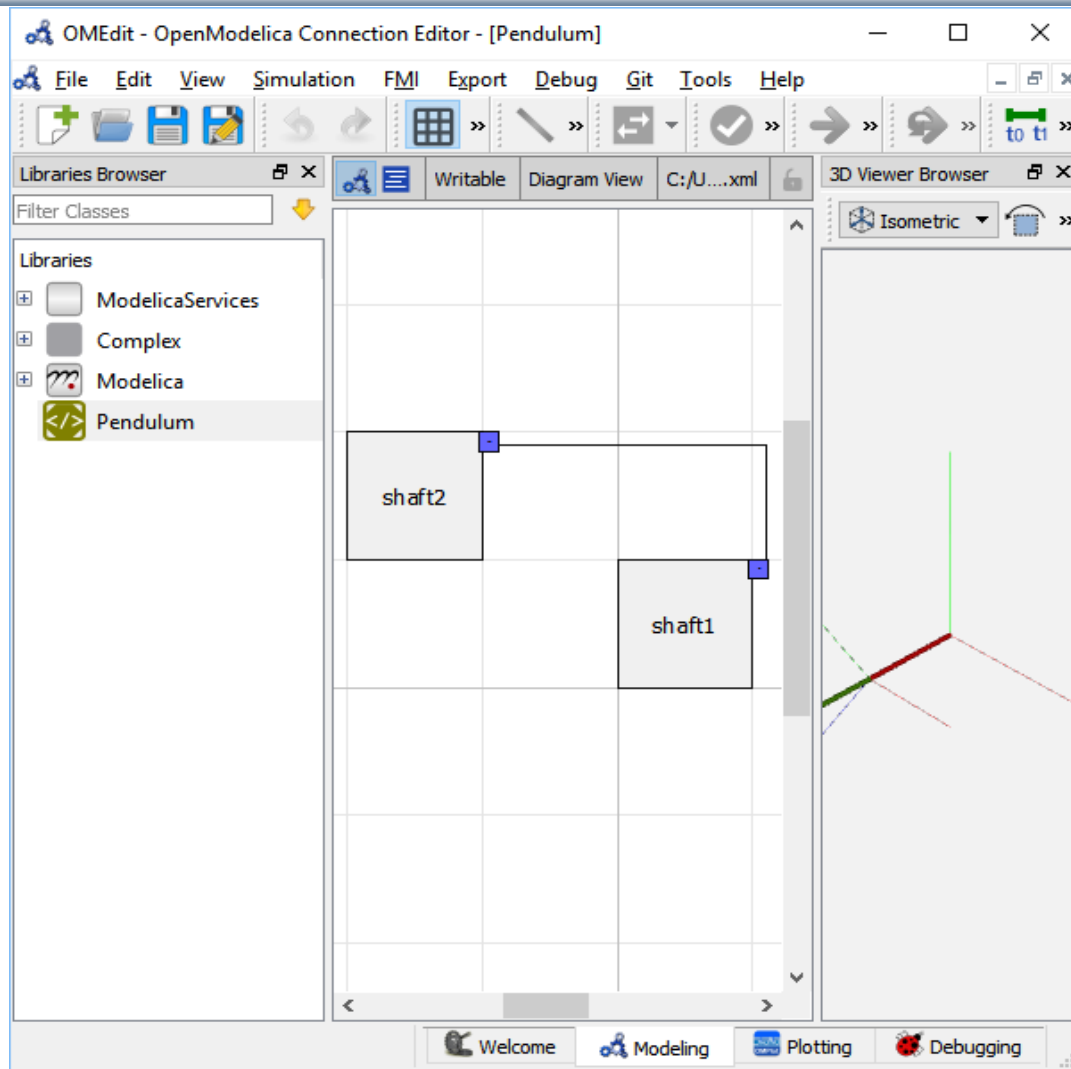 OMEdit - OpenModelica Connection Editor - [Pendulum]
File Edit View Simulation FMI Export Debug Git Tools Help
» » » » » t0 t1 »
Libraries Browser
Writable Diagram View C:/U....xml
3D Viewer Browser
Filter Classes
Isometric »
Libraries
ModelicaServices
Complex
Modelica
</> Pendulum
shaft2
shaft1
Welcome Modeling Plotting Debugging